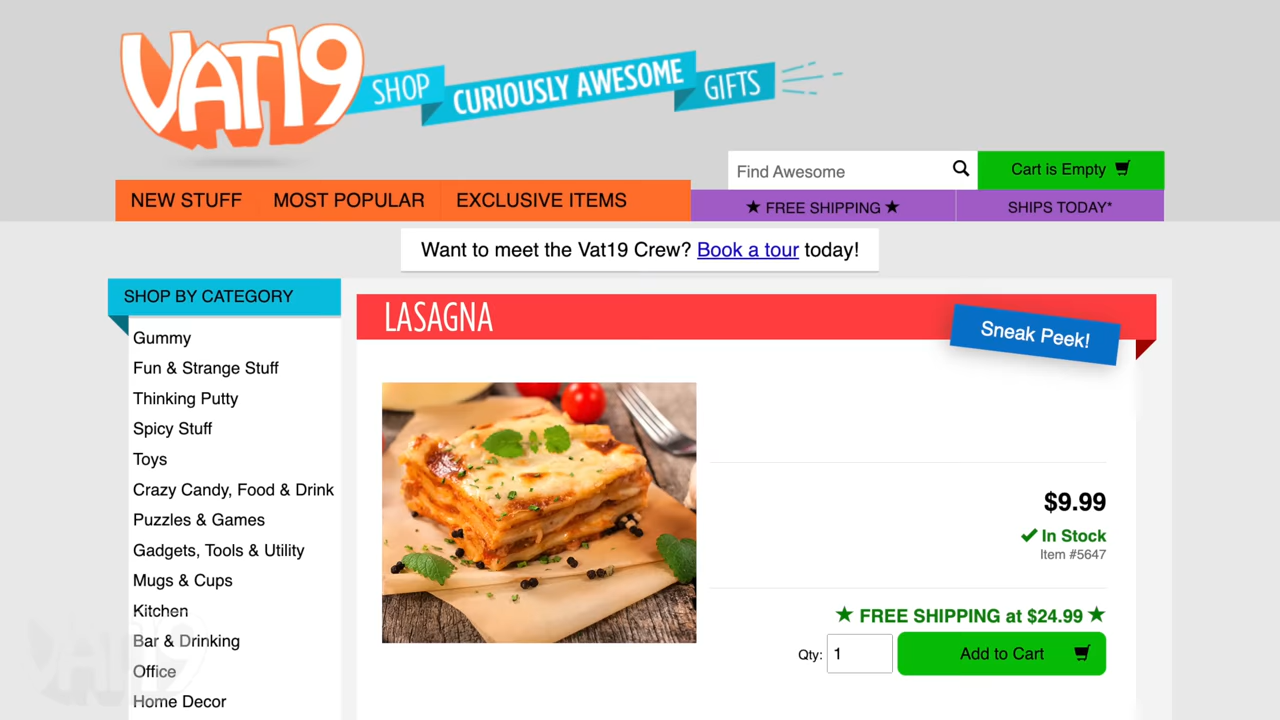 VAT19
SHOP CURIOUSLY AWESOME GIFTS
Find Awesome
Cart is Empty
NEW STUFF MOST POPULAR EXCLUSIVE ITEMS
★ FREE SHIPPING ★ SHIPS TODAY*
Want to meet the Vat19 Crew? Book a tour today!
SHOP BY CATEGORY
Gummy
Fun & Strange Stuff
Thinking Putty
Spicy Stuff
Toys
Crazy Candy, Food & Drink
Puzzles & Games
Gadgets, Tools & Utility
Mugs & Cups
Kitchen
Bar & Drinking
Office
Home Decor
LASAGNA
Sneak Peek!
$9.99
✔ In Stock
Item #5647
★ FREE SHIPPING at $24.99 ★
Qty: 1 Add to Cart
VAT19